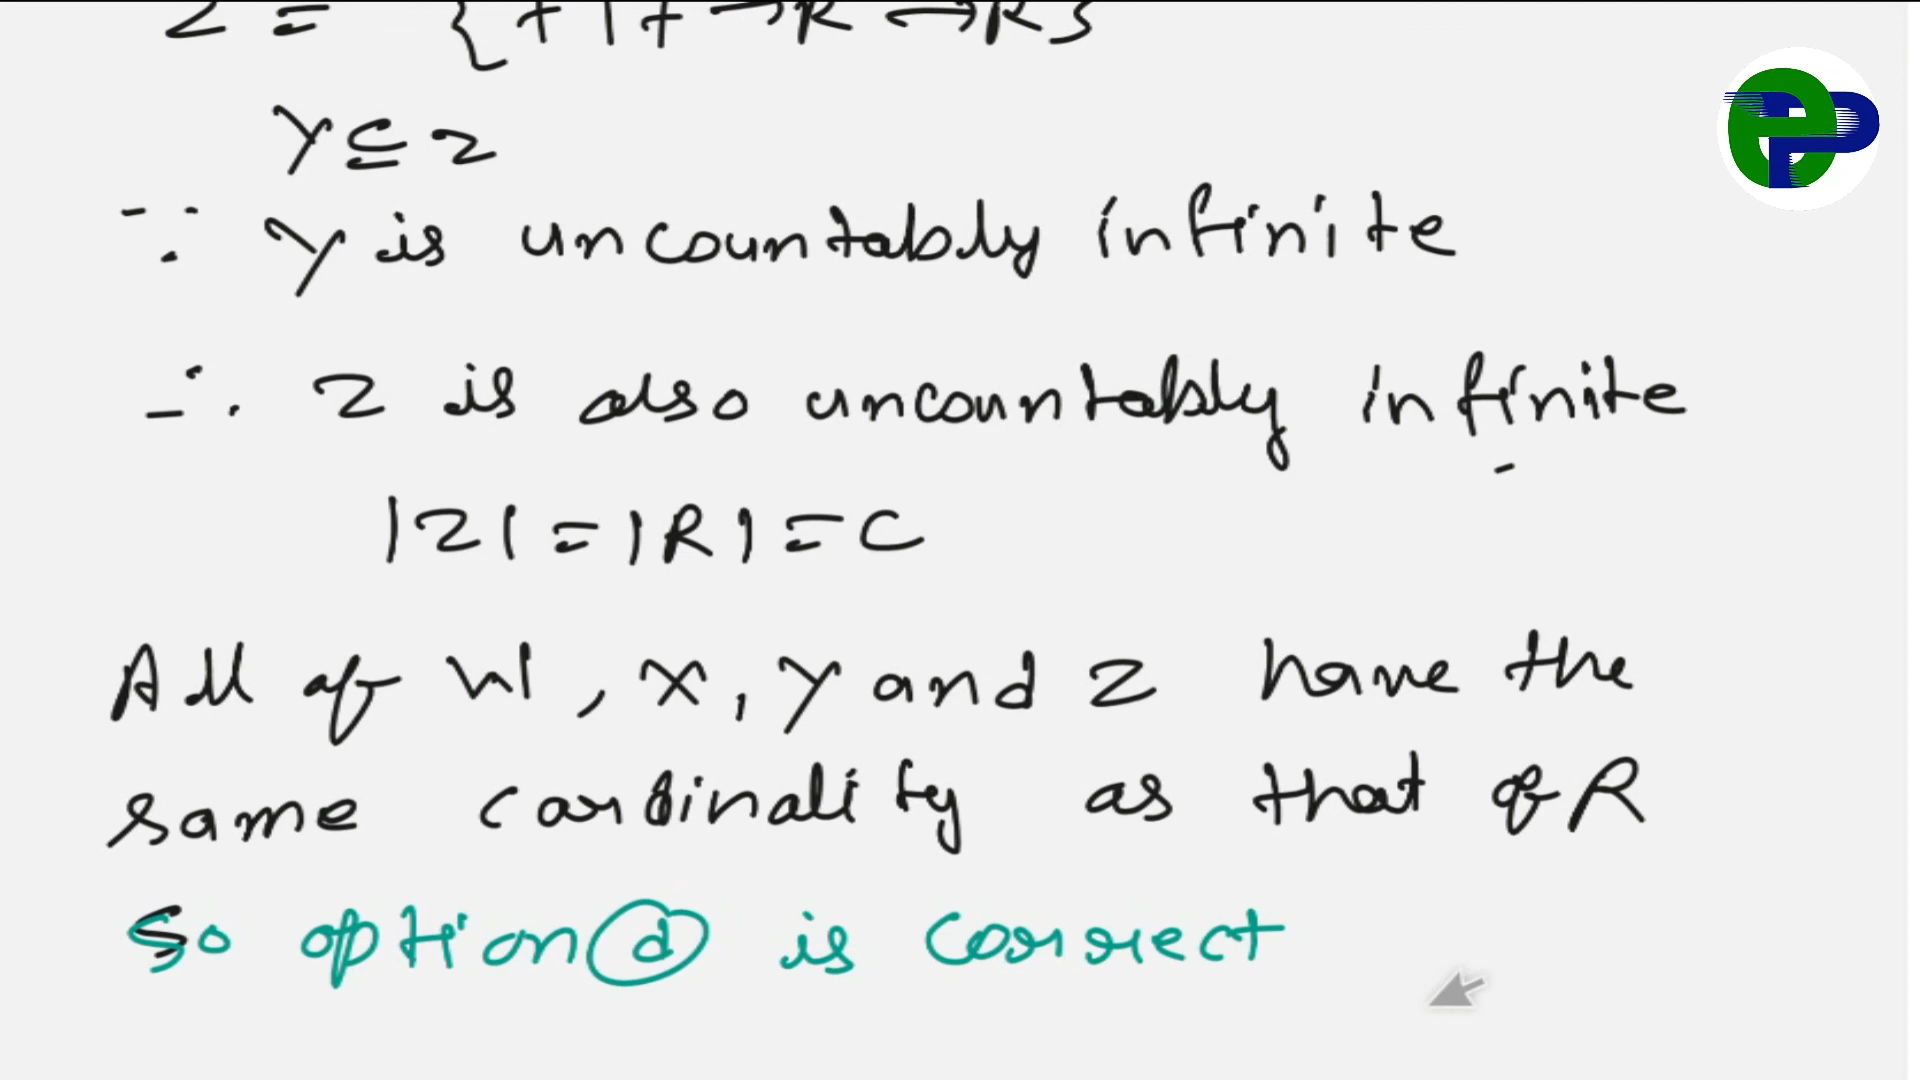 Z = {f | f → R → R}
Y ⊆ Z
∵ Y is uncountably infinite
∴ Z is also uncountably infinite
|Z| = |R| = C
All of W, X, Y and Z have the
same cardinality as that of R
So option (d) is correct
eP